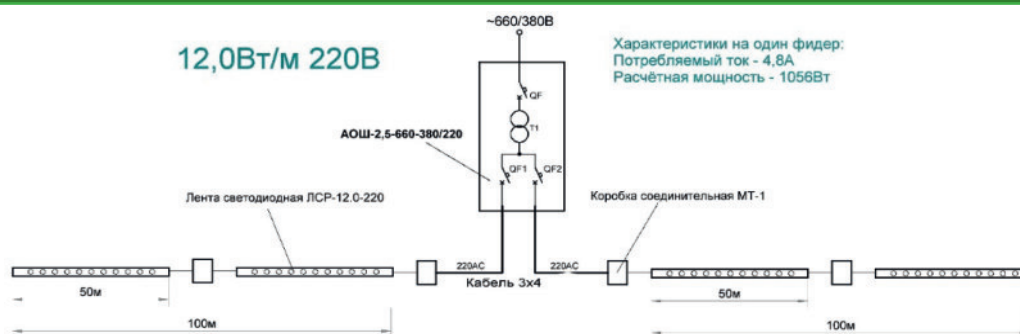 ~660/380В
12,0Вт/м 220В
Характеристики на один фидер:
Потребляемый ток - 4,8А
Расчётная мощность - 1056Вт
QF
T1
АОШ-2,5-660-380/220
QF1
QF2
Лента светодиодная ЛСР-12.0-220
Коробка соединительная МТ-1
220АС
220АС
Кабель 3х4
50м
50м
100м
100м